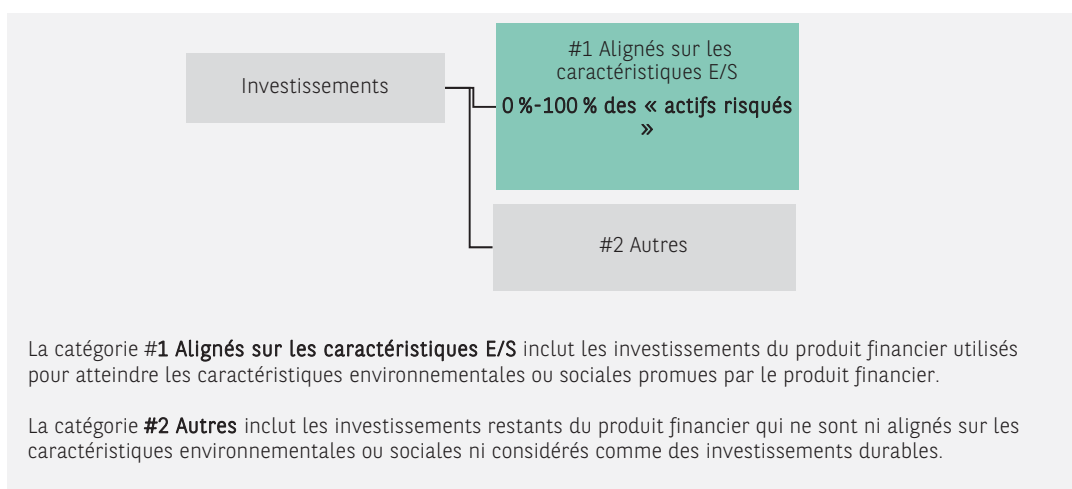 Investissements
#1 Alignés sur les
caractéristiques E/S
0 %-100 % des « actifs risqués
»
#2 Autres
La catégorie #1 Alignés sur les caractéristiques E/S inclut les investissements du produit financier utilisés
pour atteindre les caractéristiques environnementales ou sociales promues par le produit financier.
La catégorie #2 Autres inclut les investissements restants du produit financier qui ne sont ni alignés sur les
caractéristiques environnementales ou sociales ni considérés comme des investissements durables.